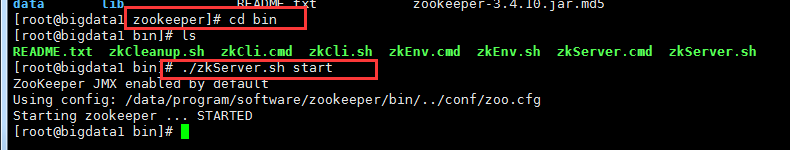 data lib README.txt zookeeper-3.4.10.jar.md5
[root@bigdata1 zookeeper]# cd bin
[root@bigdata1 bin]# ls
README.txt zkCleanup.sh zkCli.cmd zkCli.sh zkEnv.cmd zkEnv.sh zkServer.cmd zkServer.sh
[root@bigdata1 bin]# ./zkServer.sh start
ZooKeeper JMX enabled by default
Using config: /data/program/software/zookeeper/bin/../conf/zoo.cfg
Starting zookeeper ... STARTED
[root@bigdata1 bin]#